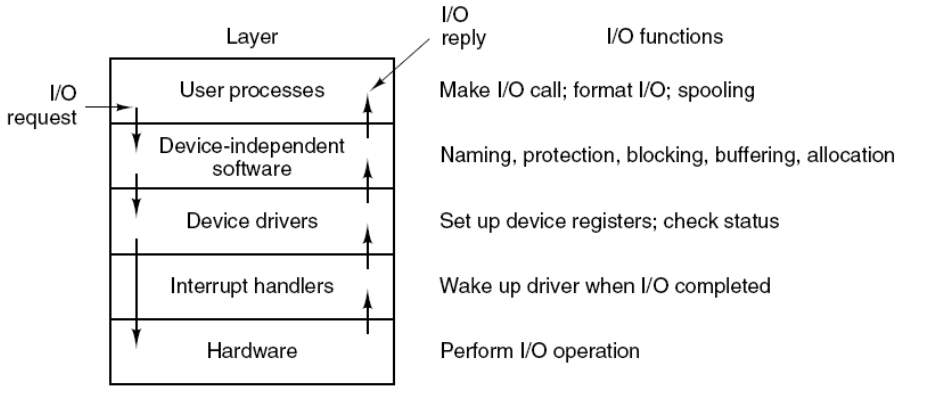 Layer
I/O
reply
I/O functions
I/O
request
User processes
Make I/O call; format I/O; spooling
Device-independent
software
Naming, protection, blocking, buffering, allocation
Device drivers
Set up device registers; check status
Interrupt handlers
Wake up driver when I/O completed
Hardware
Perform I/O operation